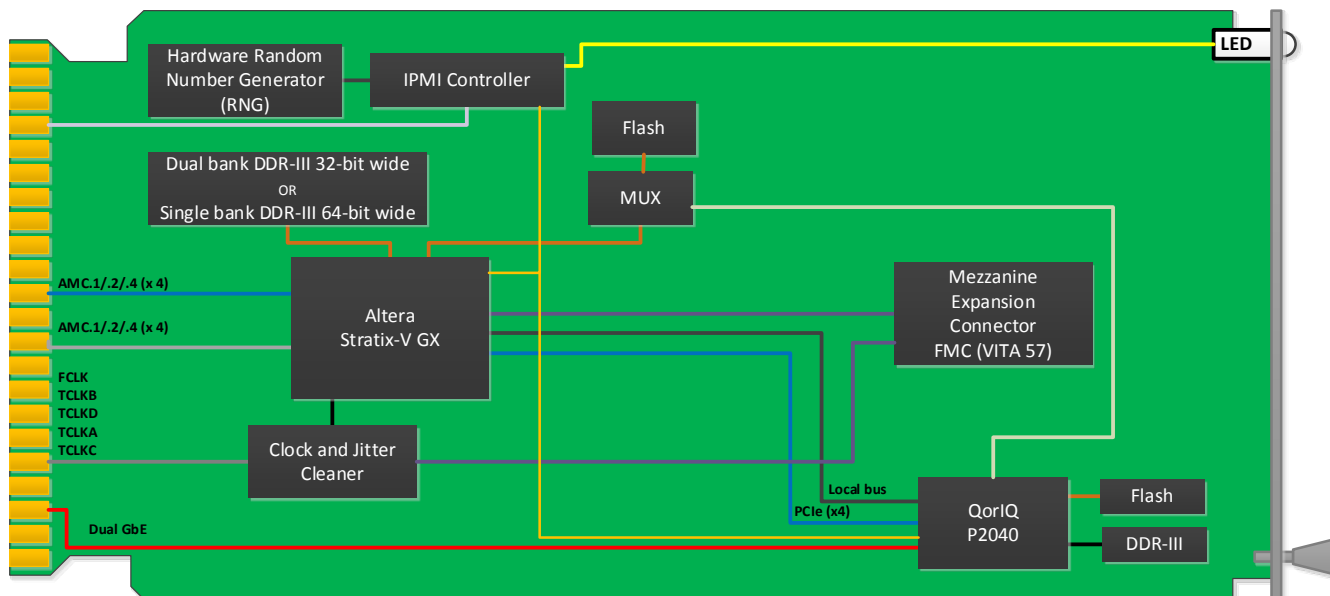 LED
Hardware Random
Number Generator
(RNG)
IPMI Controller
Flash
Dual bank DDR-III 32-bit wide
OR
Single bank DDR-III 64-bit wide
MUX
AMC.1/.2/.4 (x 4)
Altera
Stratix-V GX
Mezzanine
Expansion
Connector
FMC (VITA 57)
AMC.1/.2/.4 (x 4)
FCLK
TCLKB
TCLKD
TCLKA
TCLKC
Clock and Jitter
Cleaner
Local bus
PCIe (x4)
QorIQ
P2040
Flash
DDR-III
Dual GbE